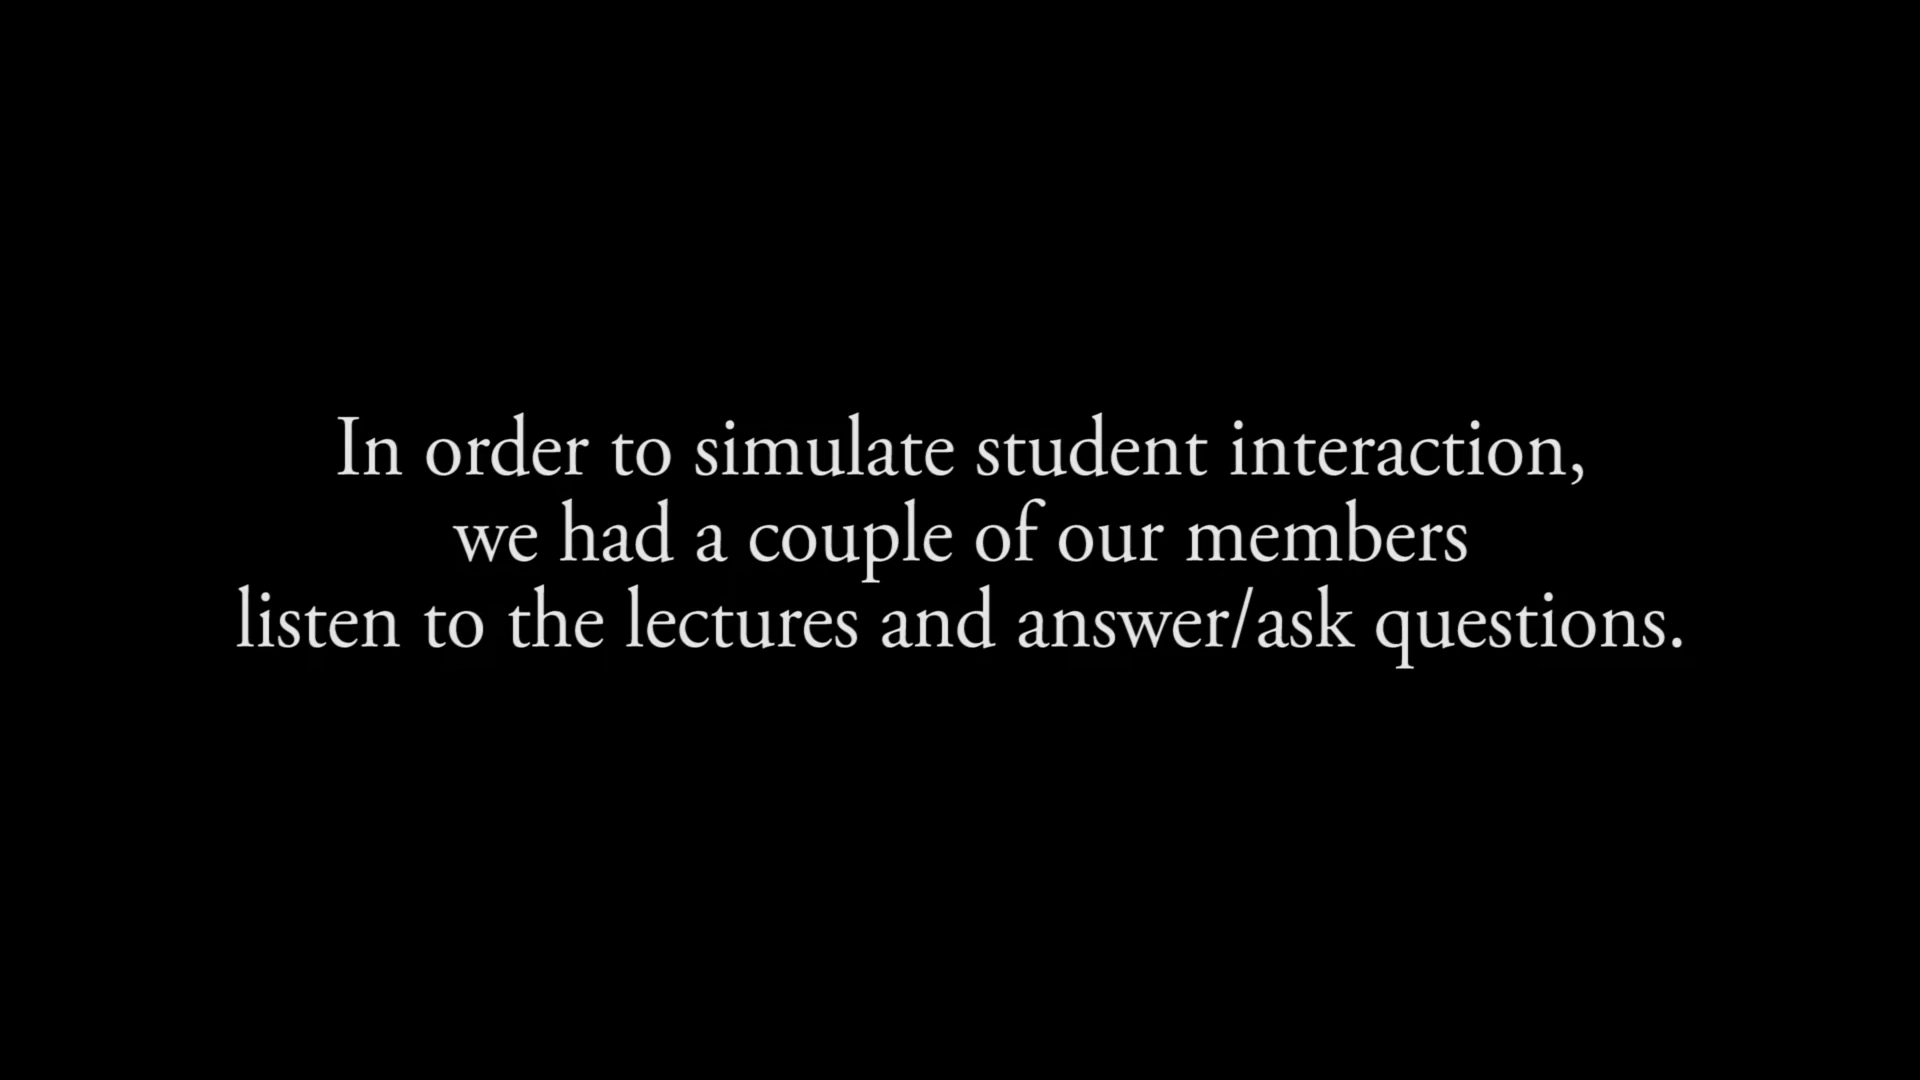 In order to simulate student interaction,
we had a couple of our members
listen to the lectures and answer/ask questions.